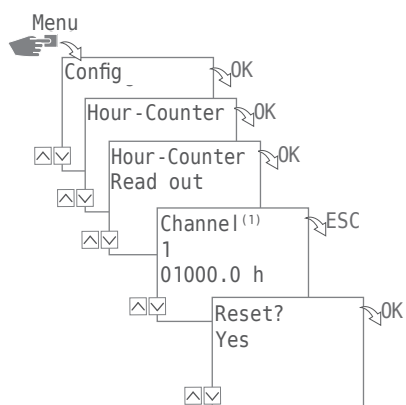 Menu
Config_
OK
Hour-Counter
OK
Hour-Counter
OK
Read out
Channel(1)
ESC
1
01000.0 h
Reset?
OK
Yes